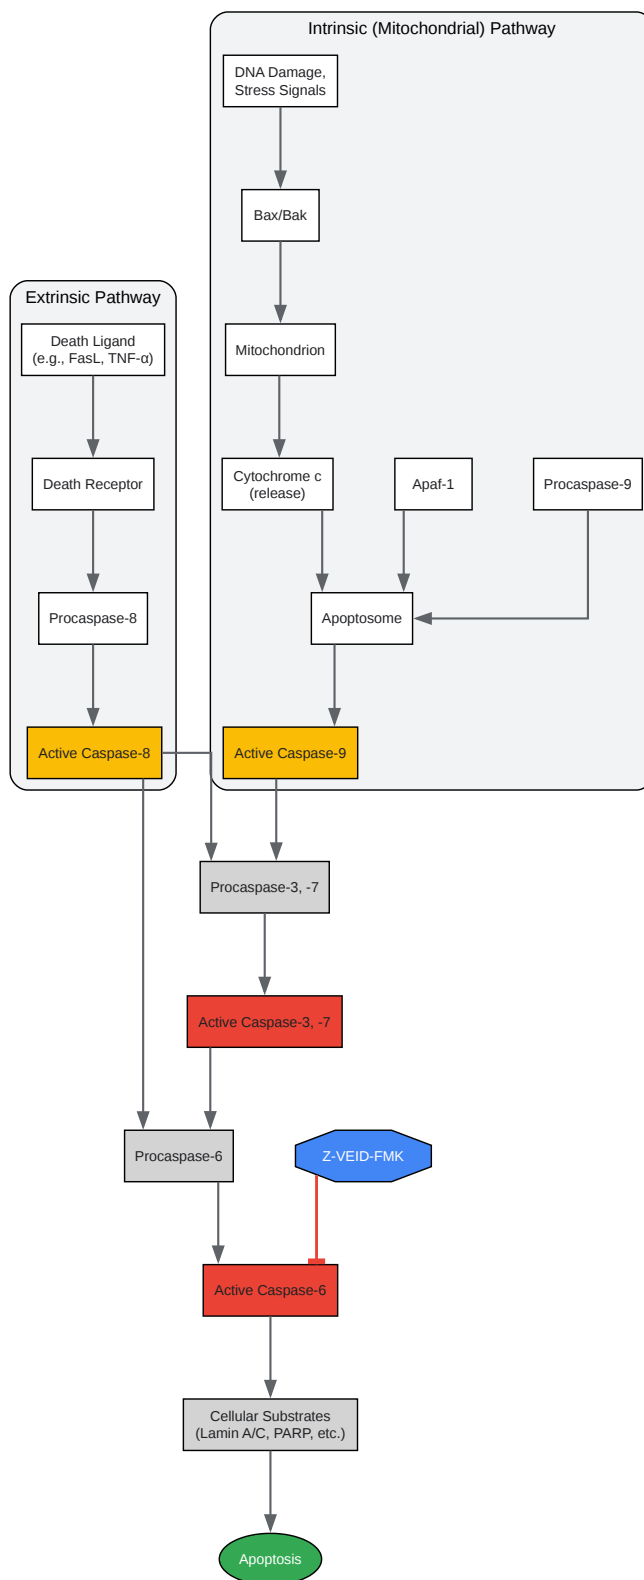 Intrinsic (Mitochondrial) Pathway
DNA Damage,
Stress Signals
Bax/Bak
Extrinsic Pathway
Death Ligand
(e.g., FasL, TNF-α)
Mitochondrion
Death Receptor
Cytochrome c
(release)
Apaf-1
Procaspase-9
Procaspase-8
Apoptosome
Active Caspase-8
Active Caspase-9
Procaspase-3, -7
Active Caspase-3, -7
Procaspase-6
Z-VEID-FMK
Active Caspase-6
Cellular Substrates
(Lamin A/C, PARP, etc.)
Apoptosis